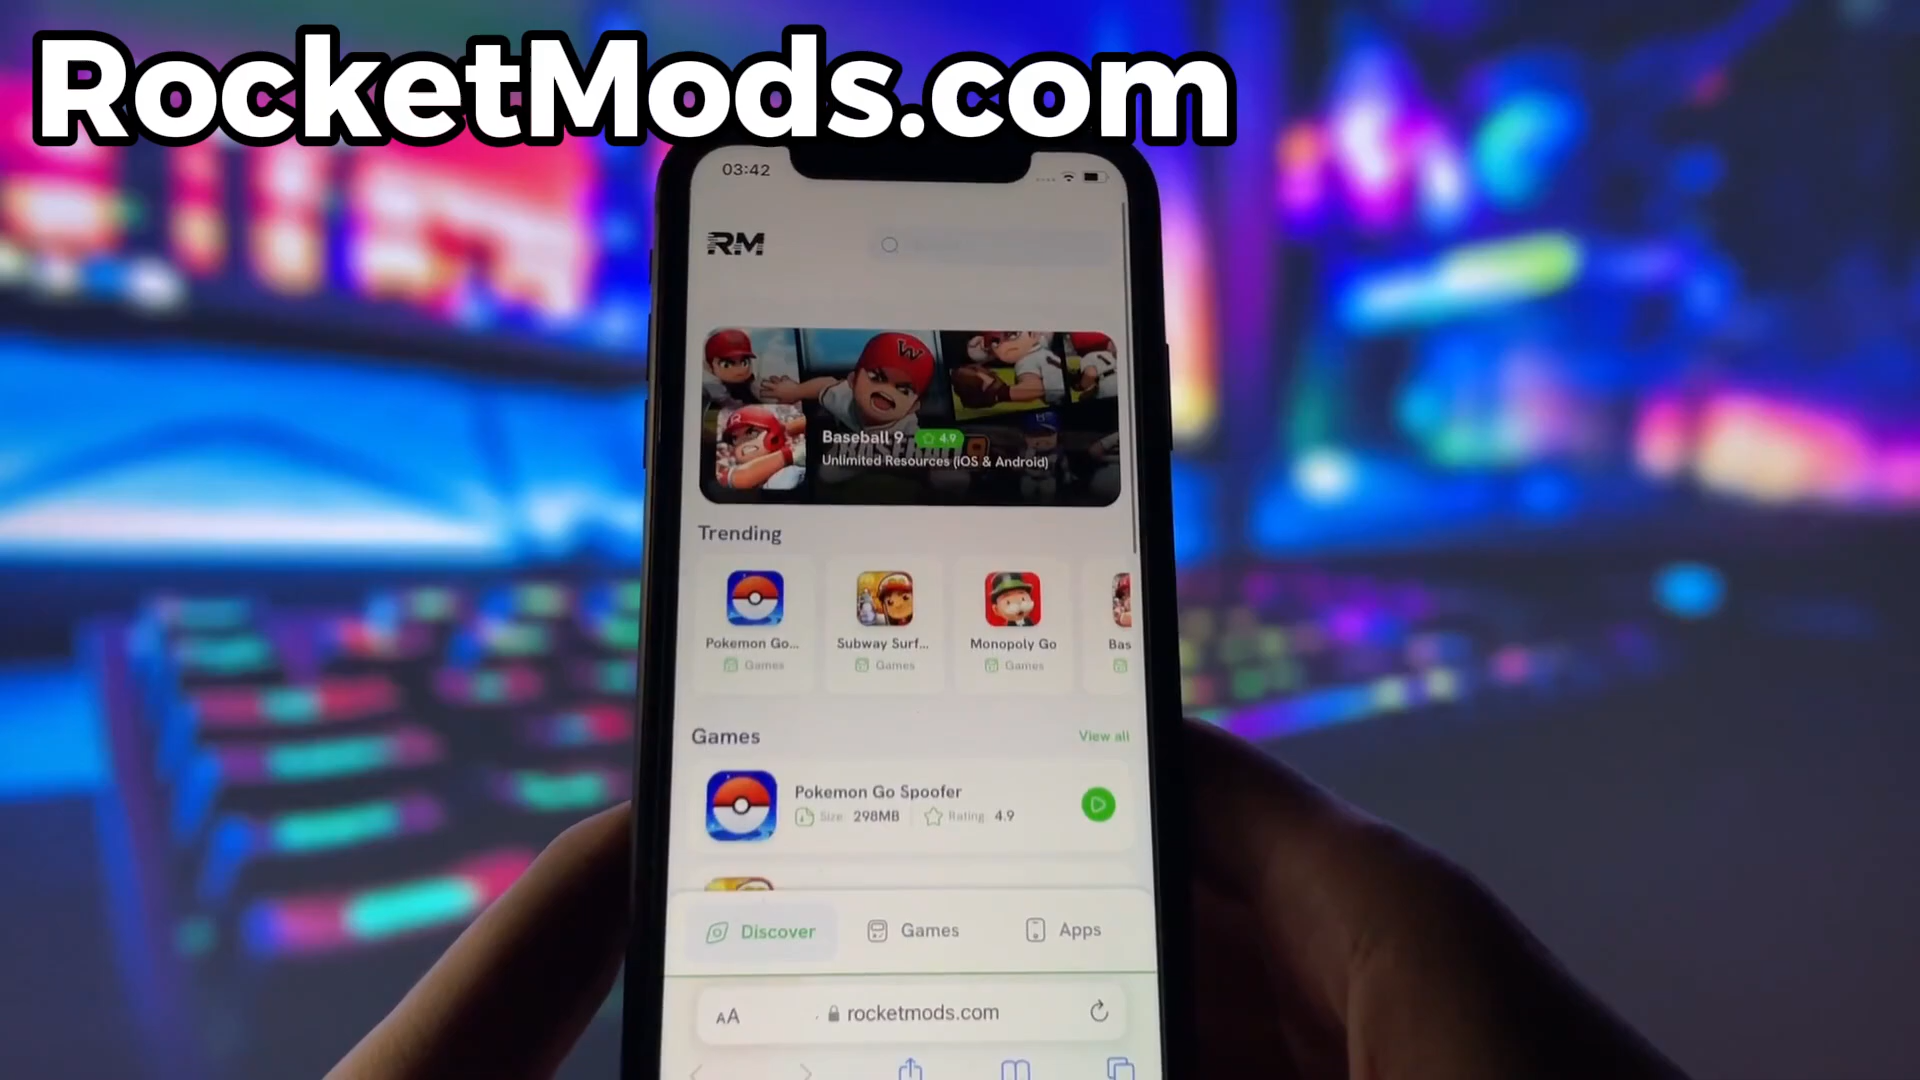 RocketMods.com
03:42
RM
W
Baseball 9 4.9
Unlimited Resources (iOS & Android)
Trending
Pokemon Go...
Games
Subway Surf...
Games
Monopoly Go
Games
Bas
Games
View all
Pokemon Go Spoofer
Size: 298MB Rating: 4.9
Discover
Games
Apps
AA
rocketmods.com